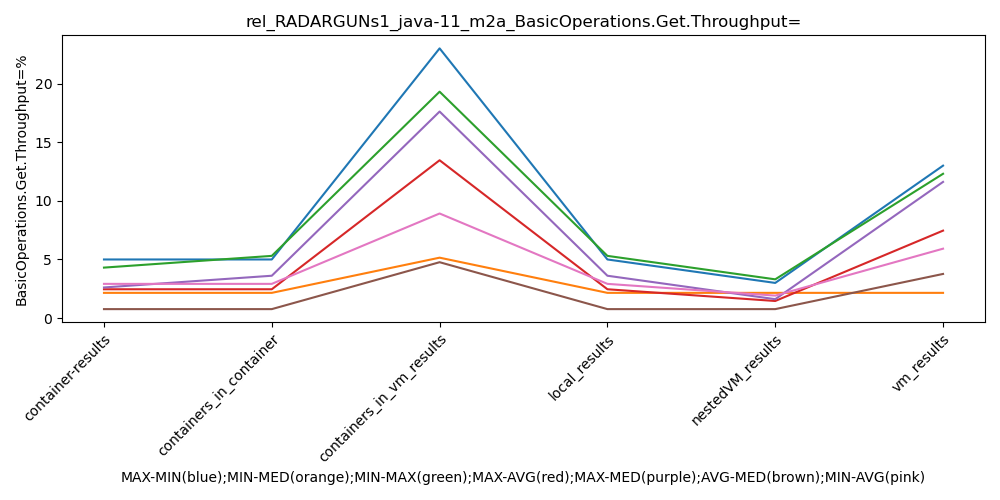 rel_RADARGUNs1_java-11_m2a_BasicOperations.Get.Throughput=
BasicOperations.Get.Throughput=%
20
15
10
5
0
container-results
containers_in_container
containers_in_vm_results
local_results
nestedVM_results
vm_results
MAX-MIN(blue);MIN-MED(orange);MIN-MAX(green);MAX-AVG(red);MAX-MED(purple);AVG-MED(brown);MIN-AVG(pink)